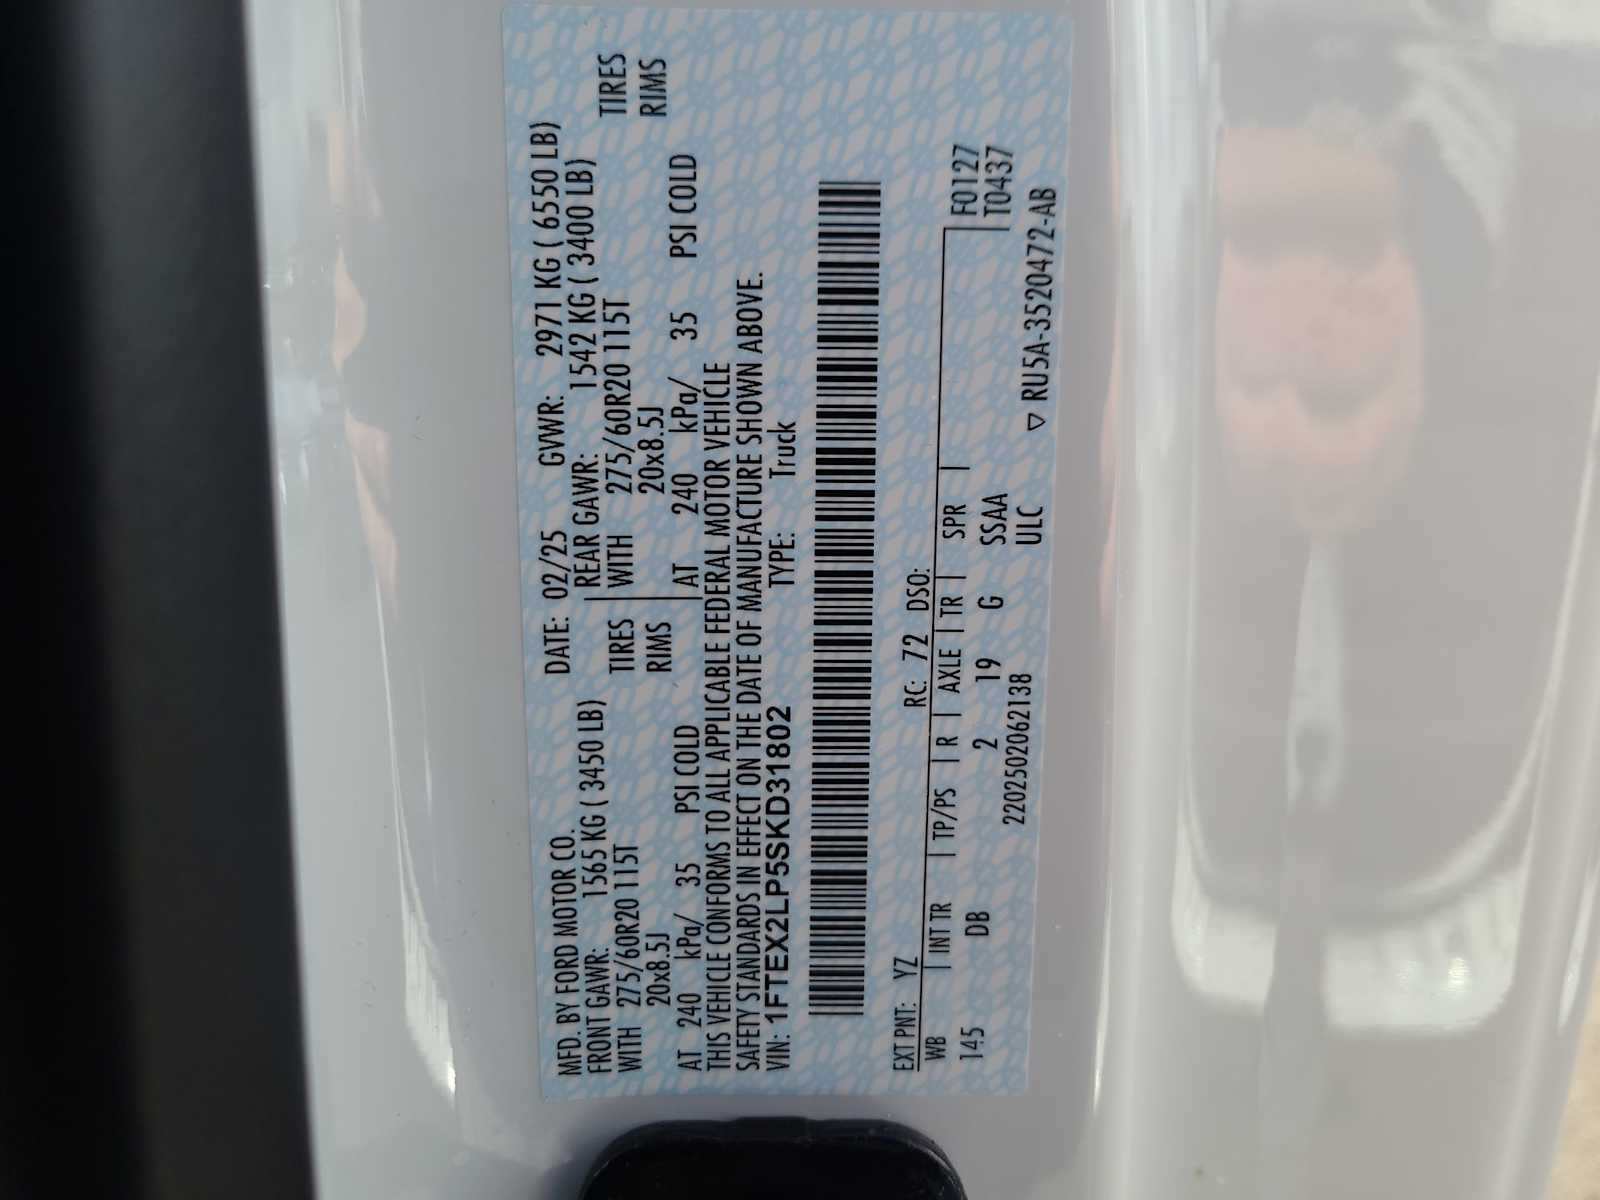 MFD. BY FORD MOTOR CO. DATE: 02/25 GVWR: 2971 KG ( 6550 LB)
FRONT GAWR: 1565 KG ( 3450 LB) REAR GAWR: 1542 KG ( 3400 LB)
WITH 275/60R20 115T TIRES WITH 275/60R20 115T TIRES
20x8.5J RIMS 20x8.5J RIMS
AT 240 kPa/ 35 PSI COLD AT 240 kPa/ 35 PSI COLD
THIS VEHICLE CONFORMS TO ALL APPLICABLE FEDERAL MOTOR VEHICLE
SAFETY STANDARDS IN EFFECT ON THE DATE OF MANUFACTURE SHOWN ABOVE.
VIN: 1FTEX2LP5SKD31802 TYPE: Truck
EXT PNT: YZ RC: 72 DSO:
WB | INT TR | TP/PS | R | AXLE | TR | SPR | F0127
145 DB 2 19 G SSAA T0437
2202502062138 ULC ▽ RU5A-3520472-AB